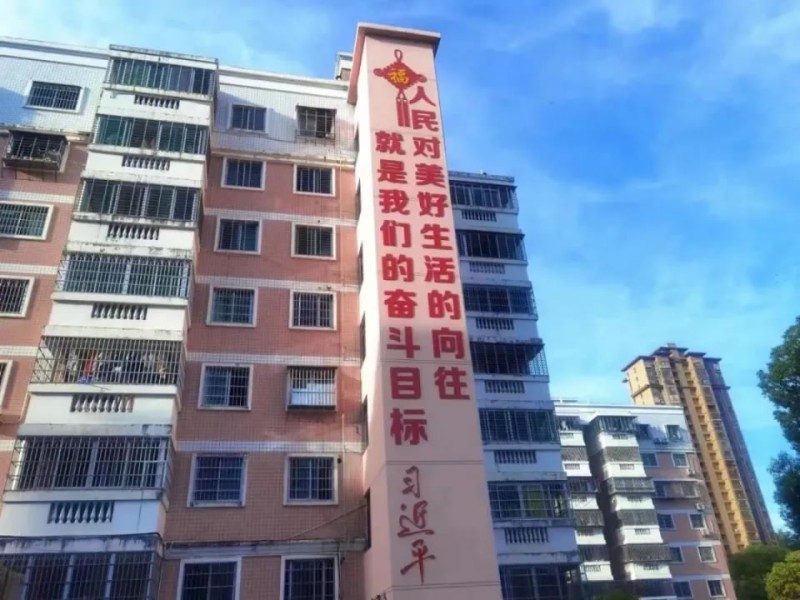 福
人民对美好生活的向往
就是我们的奋斗目标
习近平